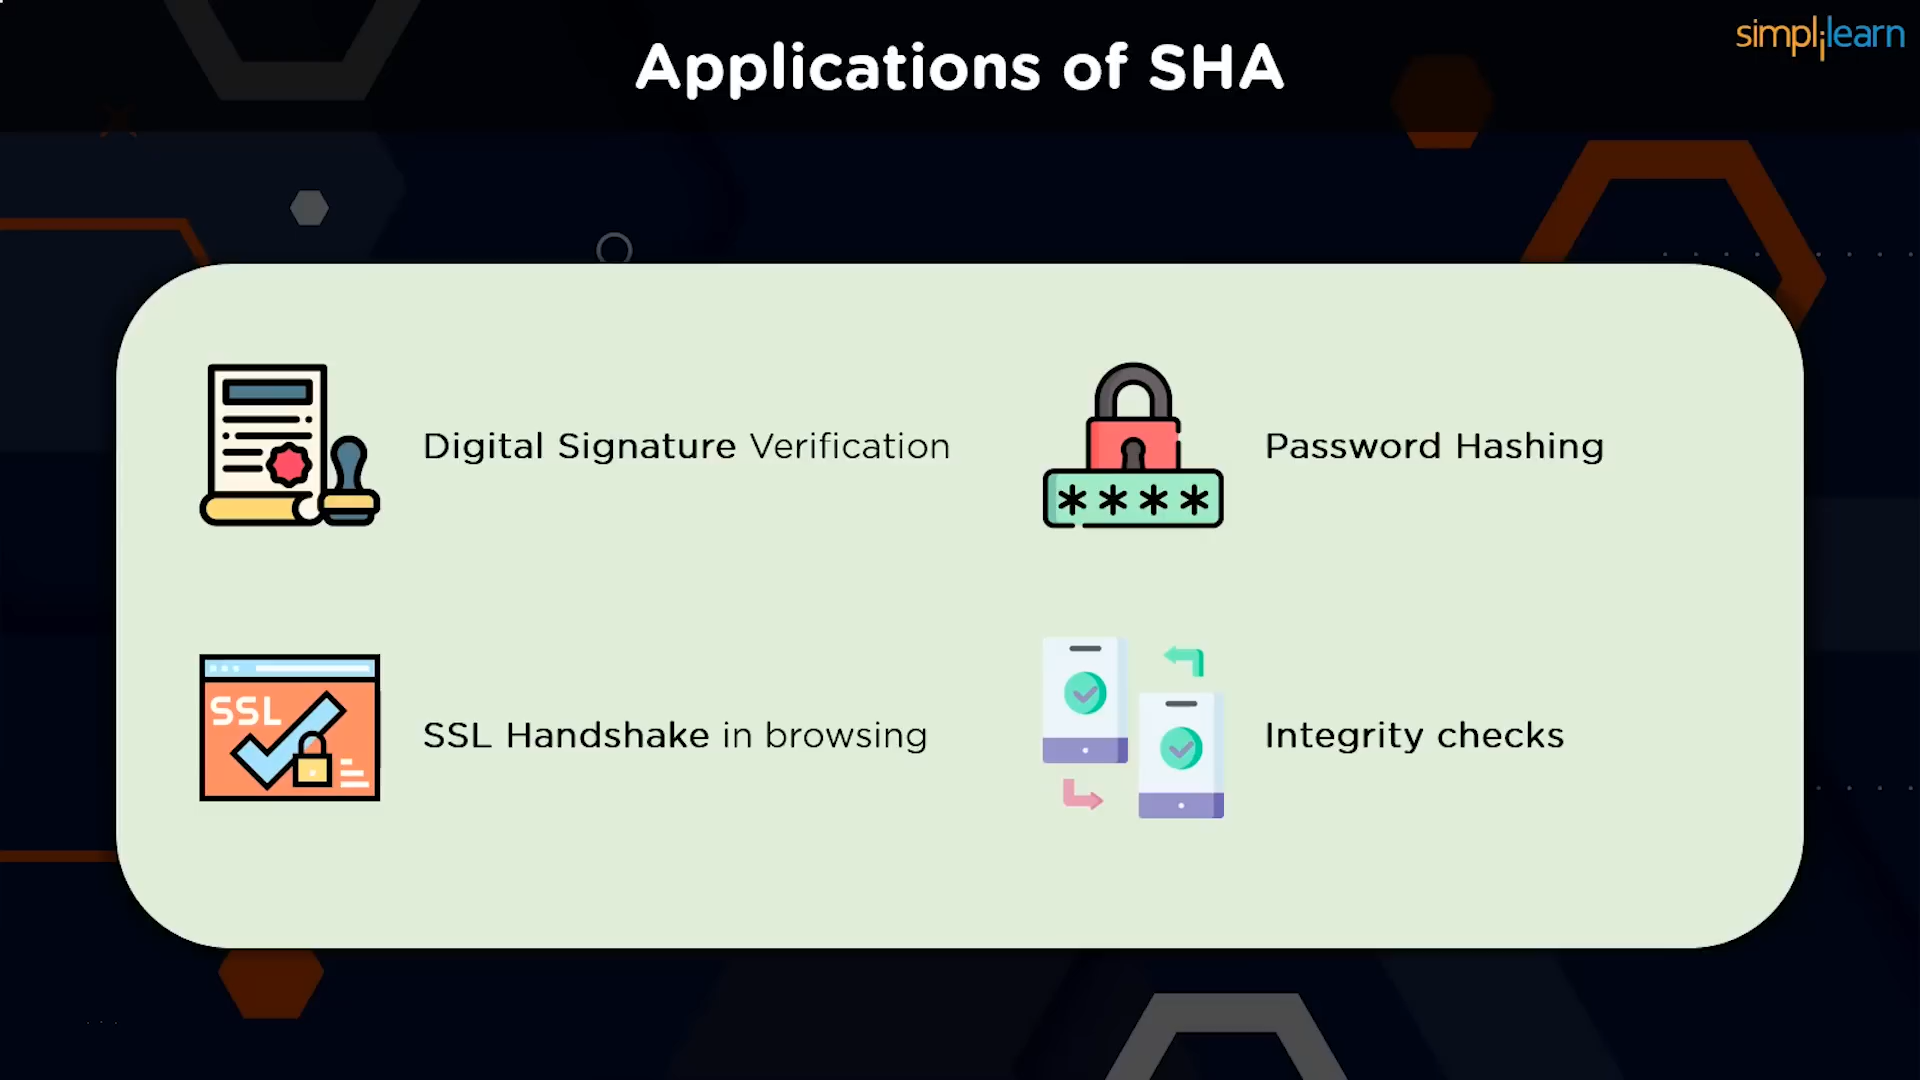 Applications of SHA
simplilearn
Digital Signature Verification
Password Hashing
****
SSL
SSL Handshake in browsing
Integrity checks